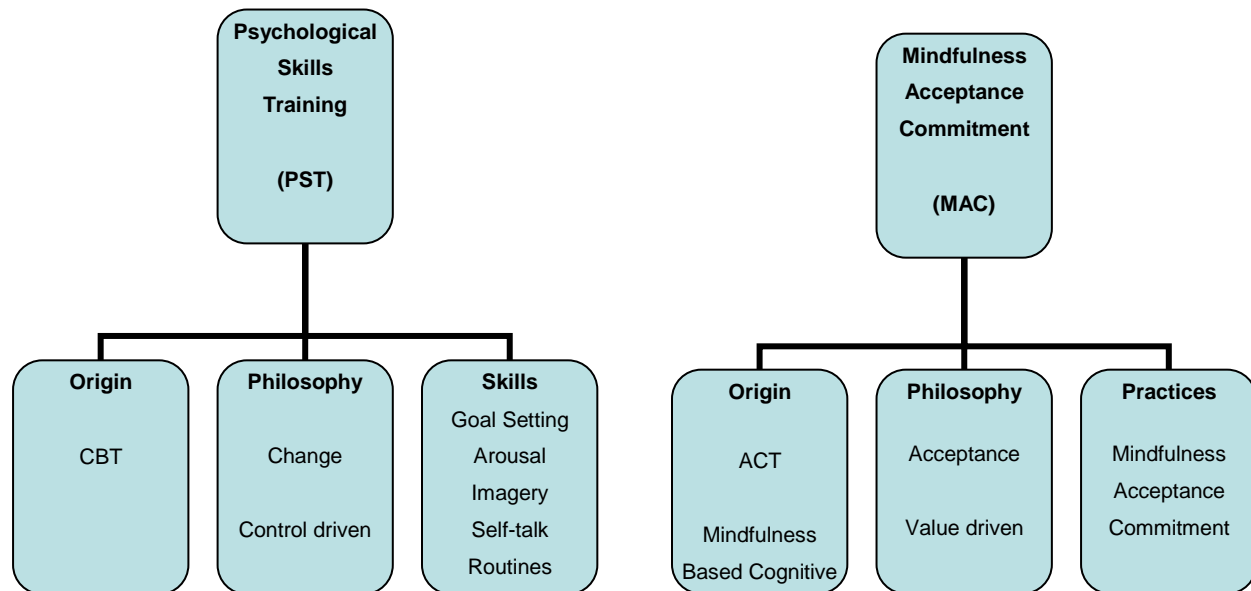 Psychological
Skills
Training
(PST)
Origin
CBT
Philosophy
Change
Control driven
Skills
Goal Setting
Arousal
Imagery
Self-talk
Routines
Mindfulness
Acceptance
Commitment
(MAC)
Origin
ACT
Mindfulness
Based Cognitive
Philosophy
Acceptance
Value driven
Practices
Mindfulness
Acceptance
Commitment